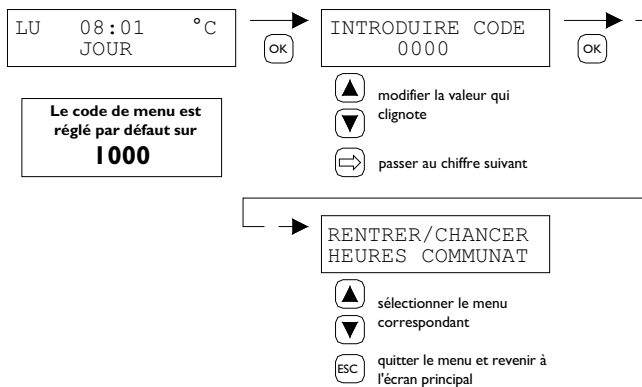 LU 08:01 °C
JOUR
OK
INTRODUIRE CODE
0000
OK
modifier la valeur qui
clignote
passer au chiffre suivant
Le code de menu est
réglé par défaut sur
1000
RENTRER/CHANCER
HEURES COMMUNAT
sélectionner le menu
correspondant
ESC
quitter le menu et revenir à
l'écran principal